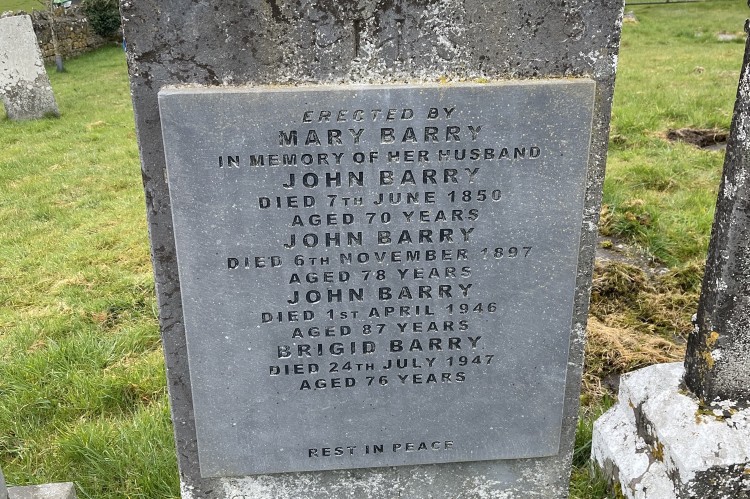 ERECTED BY
MARY BARRY
IN MEMORY OF HER HUSBAND
JOHN BARRY
DIED 7TH JUNE 1850
AGED 70 YEARS
JOHN BARRY
DIED 6TH NOVEMBER 1897
AGED 78 YEARS
JOHN BARRY
DIED 1ST APRIL 1946
AGED 87 YEARS
BRIGID BARRY
DIED 24TH JULY 1947
AGED 76 YEARS
REST IN PEACE